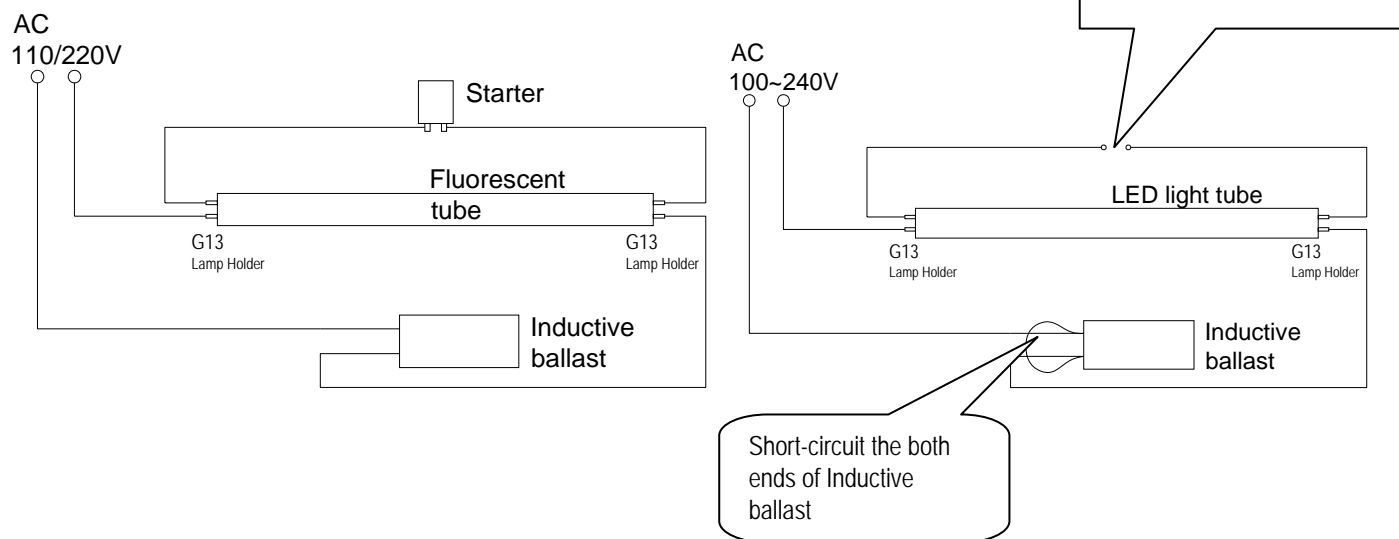 AC
110/220V
Starter
Fluorescent
tube
G13
Lamp Holder
G13
Lamp Holder
Inductive
ballast
AC
100~240V
LED light tube
G13
Lamp Holder
G13
Lamp Holder
Inductive
ballast
Short-circuit the both
ends of Inductive
ballast